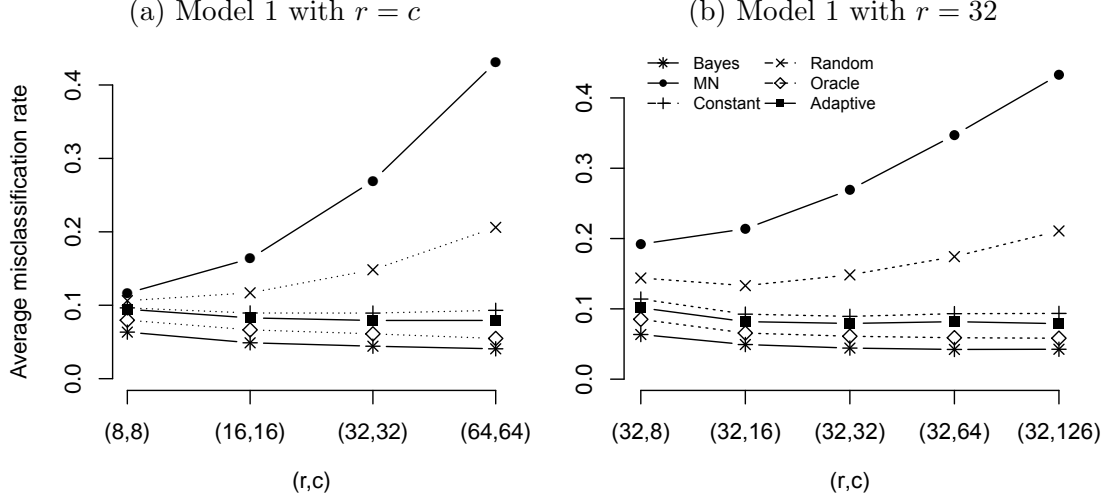 (a) Model 1 with r = c
(b) Model 1 with r = 32
Average misclassification rate
0.0 0.1 0.2 0.3 0.4
(8,8) (16,16) (32,32) (64,64)
(r,c)
Bayes
MN
Constant
Random
Oracle
Adaptive
0.0 0.1 0.2 0.3 0.4
(32,8) (32,16) (32,32) (32,64) (32,126)
(r,c)